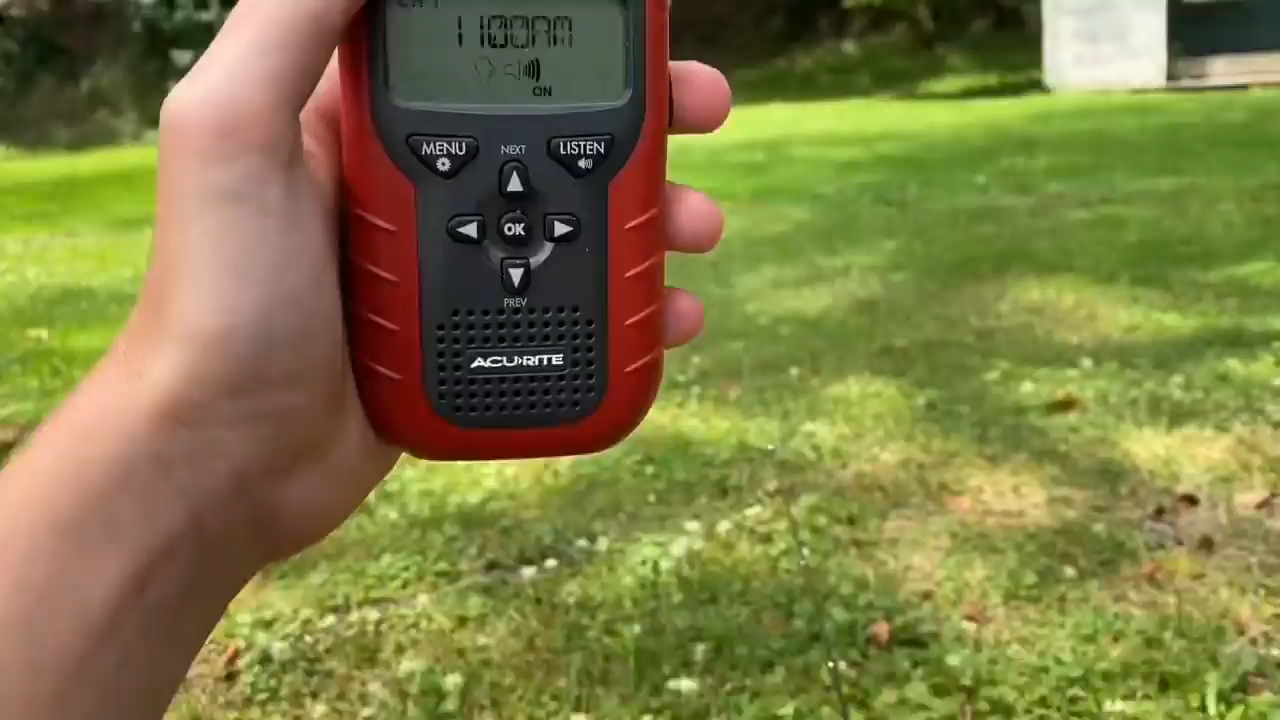 1100AM
ON
MENU
NEXT
LISTEN
OK
PREV
ACURITE